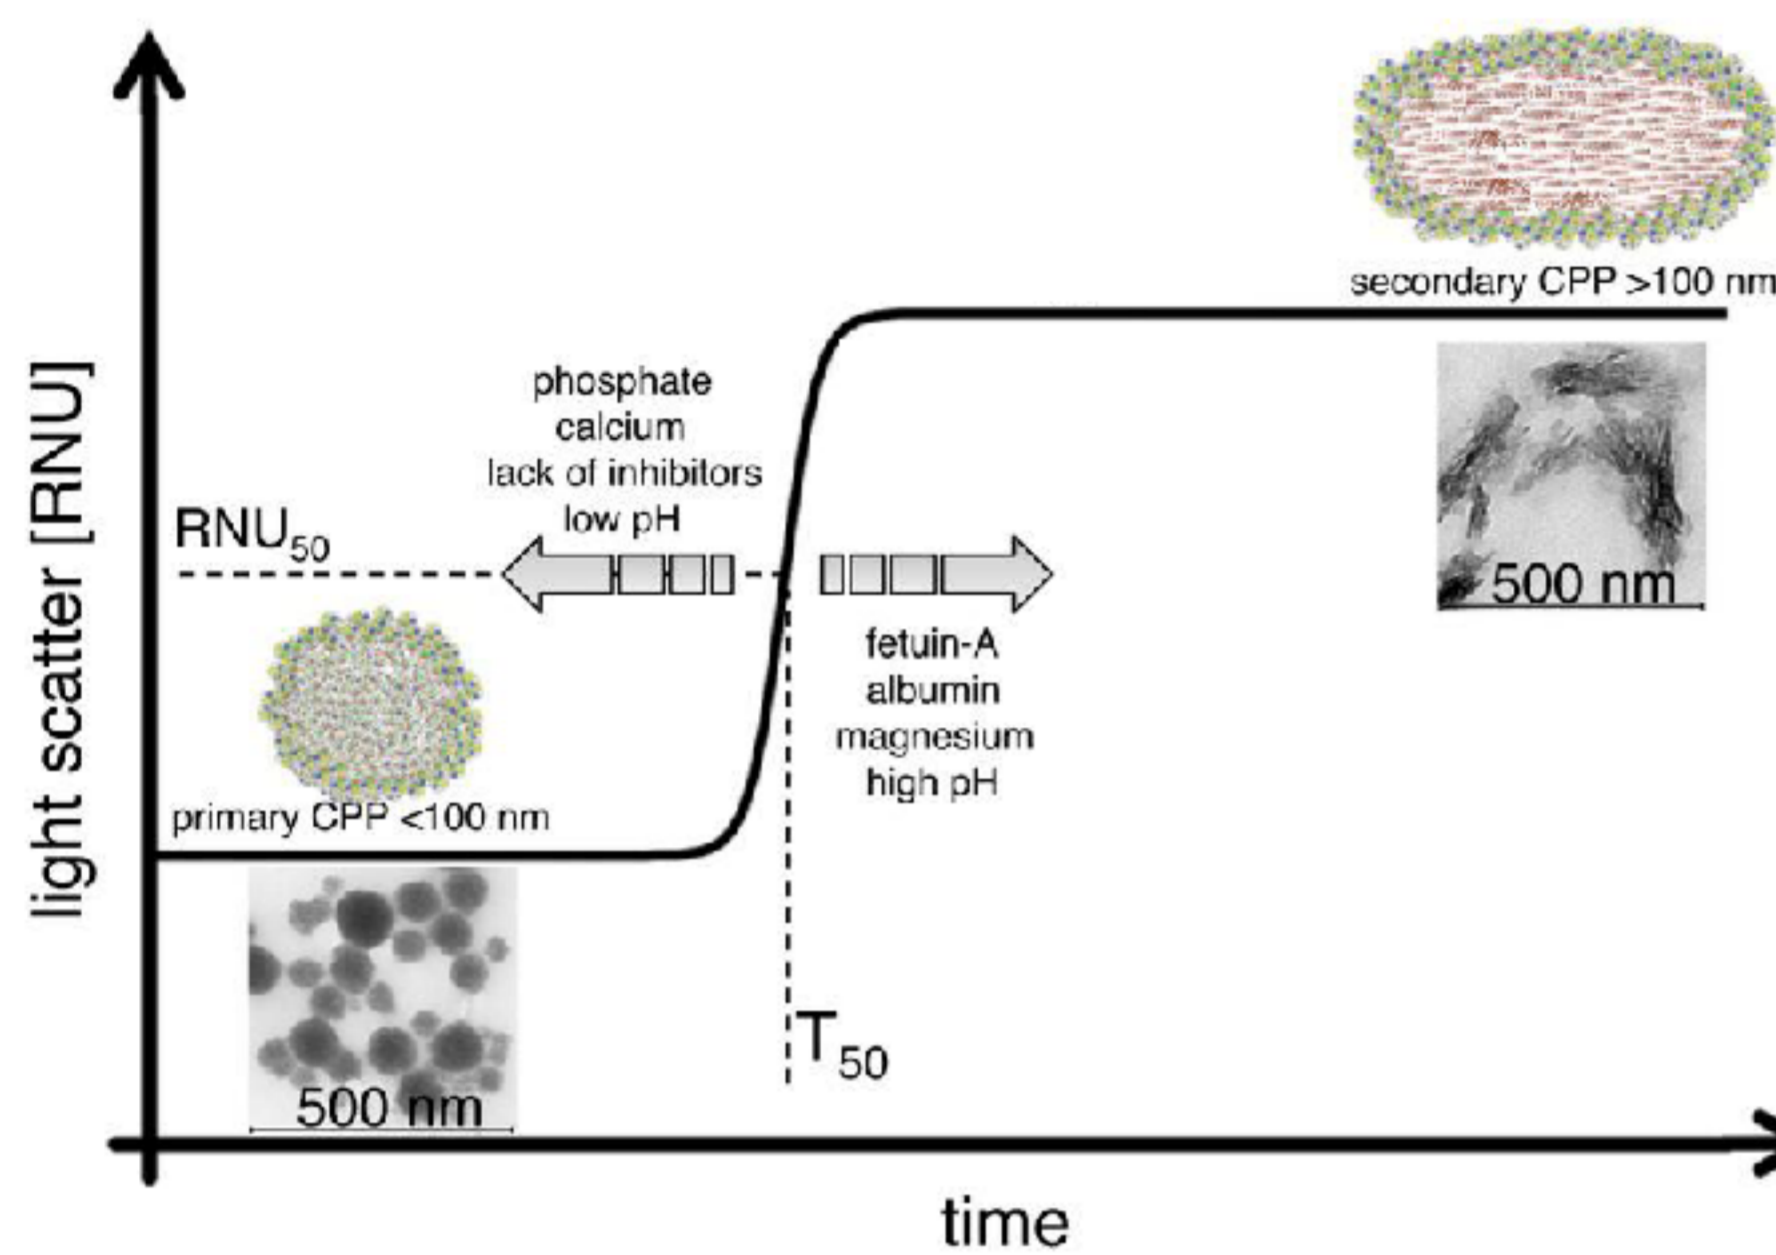 light scatter [RNU]
secondary CPP >100 nm
phosphate
calcium
lack of inhibitors
low pH
RNU50
500 nm
fetuin-A
albumin
magnesium
high pH
primary CPP <100 nm
T50
500 nm
time